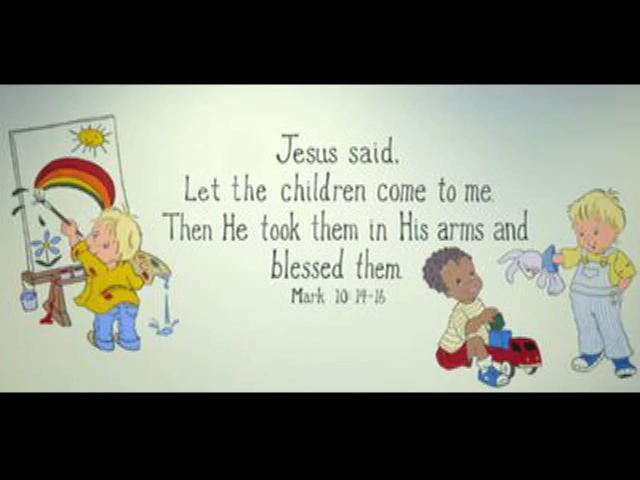 Jesus said,
Let the children come to me.
Then He took them in His arms and
blessed them.
Mark 10:14-16